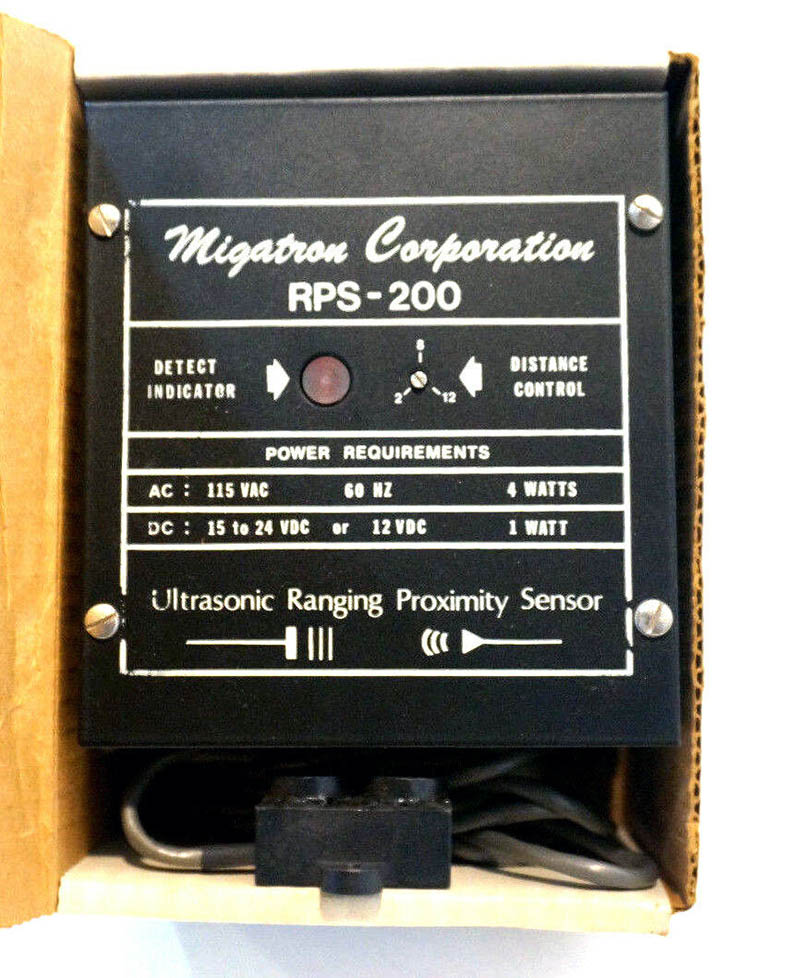 Migatron Corporation
RPS-200
DETECT INDICATOR
8
2 12
DISTANCE CONTROL
POWER REQUIREMENTS
AC: 115 VAC 60 HZ 4 WATTS
DC: 15 to 24 VDC or 12 VDC 1 WATT
Ultrasonic Ranging Proximity Sensor